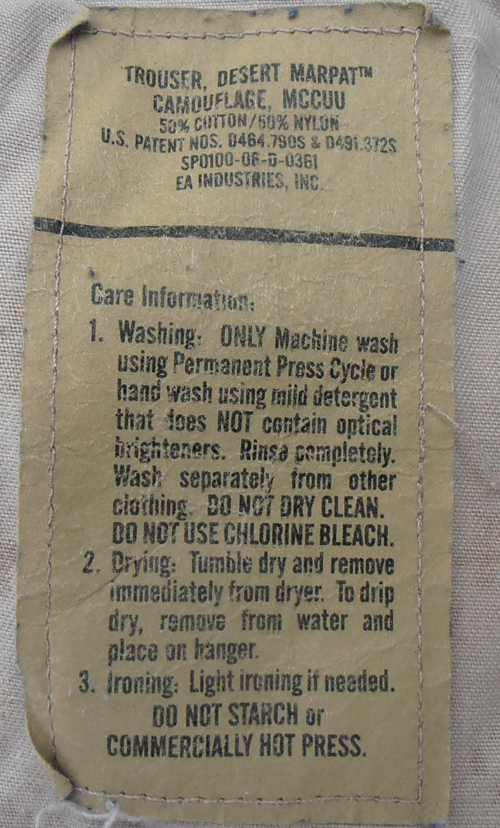 TROUSER, DESERT MARPAT™
CAMOUFLAGE, MCCUU
50% COTTON/50% NYLON
U.S. PATENT NOS. D464.790S & D491.372S
SP0100-06-D-0361
EA INDUSTRIES, INC.
Care Information:
1. Washing: ONLY Machine wash
using Permanent Press Cycle or
hand wash using mild detergent
that does NOT contain optical
brighteners. Rinse completely.
Wash separately from other
clothing. DO NOT DRY CLEAN.
DO NOT USE CHLORINE BLEACH.
2. Drying: Tumble dry and remove
immediately from dryer. To drip
dry, remove from water and
place on hanger.
3. Ironing: Light ironing if needed.
DO NOT STARCH or
COMMERCIALLY HOT PRESS.